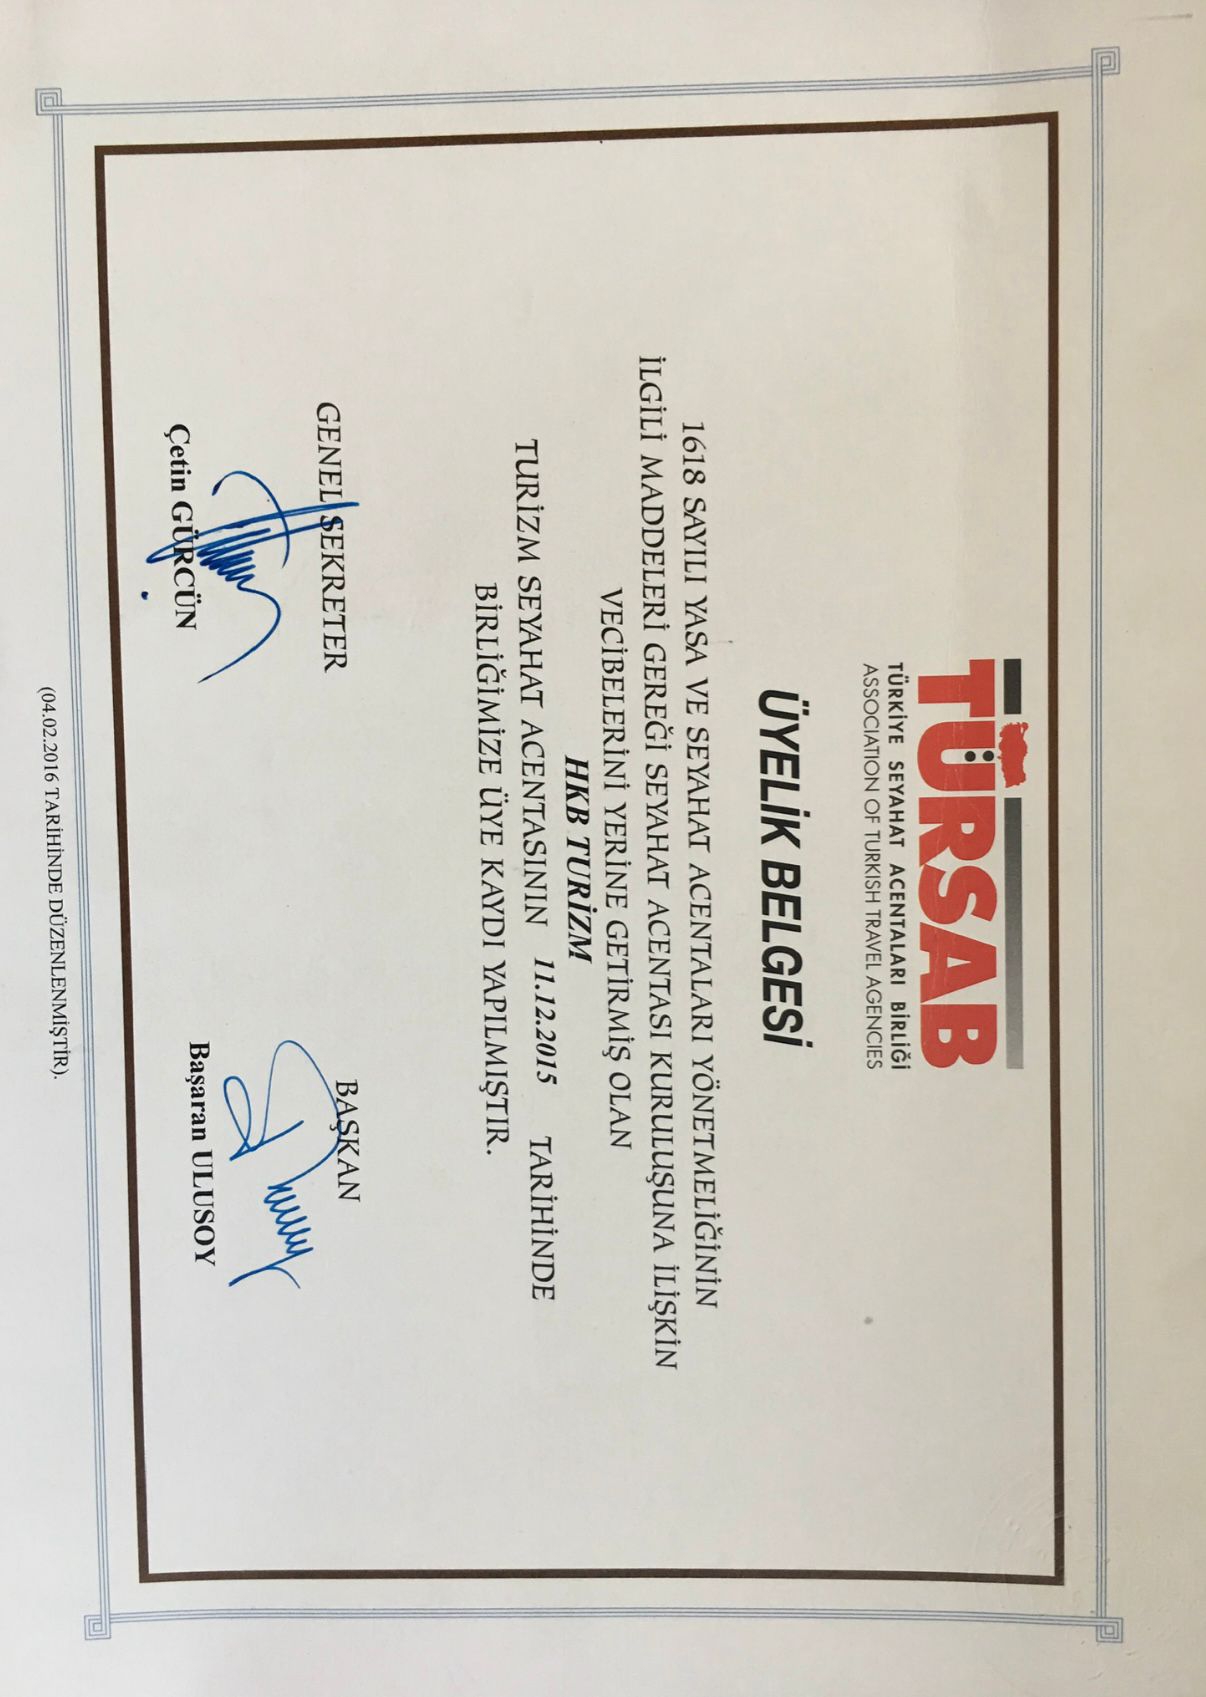 TÜRSAB
TÜRKİYE SEYAHAT ACENTALARI BİRLİĞİ
ASSOCIATION OF TURKISH TRAVEL AGENCIES
ÜYELİK BELGESİ
1618 SAYILI YASA VE SEYAHAT ACENTALARI YÖNETMELİĞİNİN
İLGİLİ MADDELERİ GEREĞİ SEYAHAT ACENTASI KURULUŞUNA İLİŞKİN
VECİBELERİNİ YERİNE GETİRMİŞ OLAN
HKB TURİZM
TURİZM SEYAHAT ACENTASININ 11.12.2015 TARİHİNDE
BİRLİĞİMİZE ÜYE KAYDI YAPILMIŞTIR.
GENEL SEKRETER
Çetin GÜRCÜN
BAŞKAN
Başaran ULUSOY
(04.02.2016 TARİHİNDE DÜZENLENMİŞTİR).